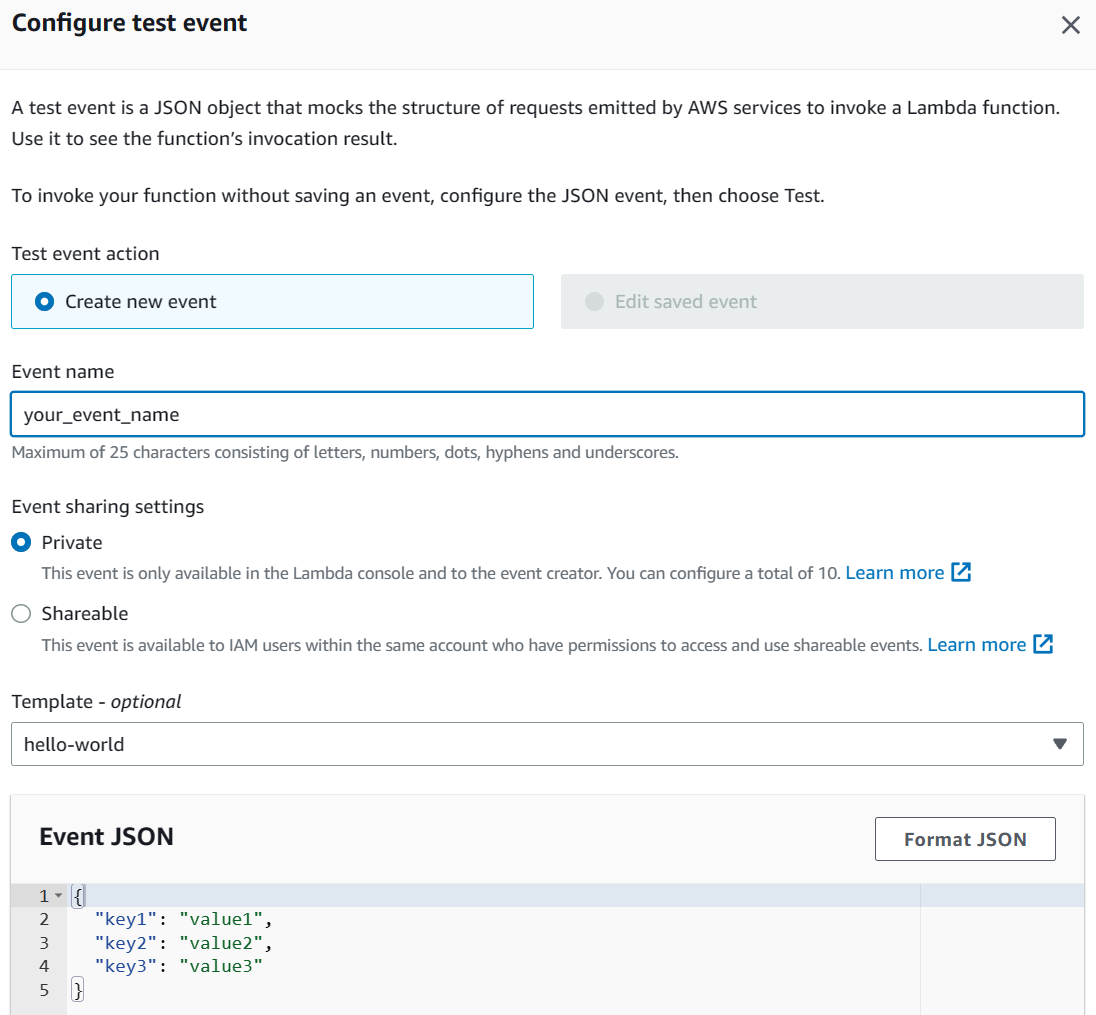 Configure test event
A test event is a JSON object that mocks the structure of requests emitted by AWS services to invoke a Lambda function.
Use it to see the function’s invocation result.
To invoke your function without saving an event, configure the JSON event, then choose Test.
Test event action
Create new event
Edit saved event
Event name
your_event_name
Maximum of 25 characters consisting of letters, numbers, dots, hyphens and underscores.
Event sharing settings
Private
This event is only available in the Lambda console and to the event creator. You can configure a total of 10. Learn more
Shareable
This event is available to IAM users within the same account who have permissions to access and use shareable events. Learn more
Template - optional
hello-world
Event JSON
Format JSON
1 {
2 "key1": "value1",
3 "key2": "value2",
4 "key3": "value3"
5 }